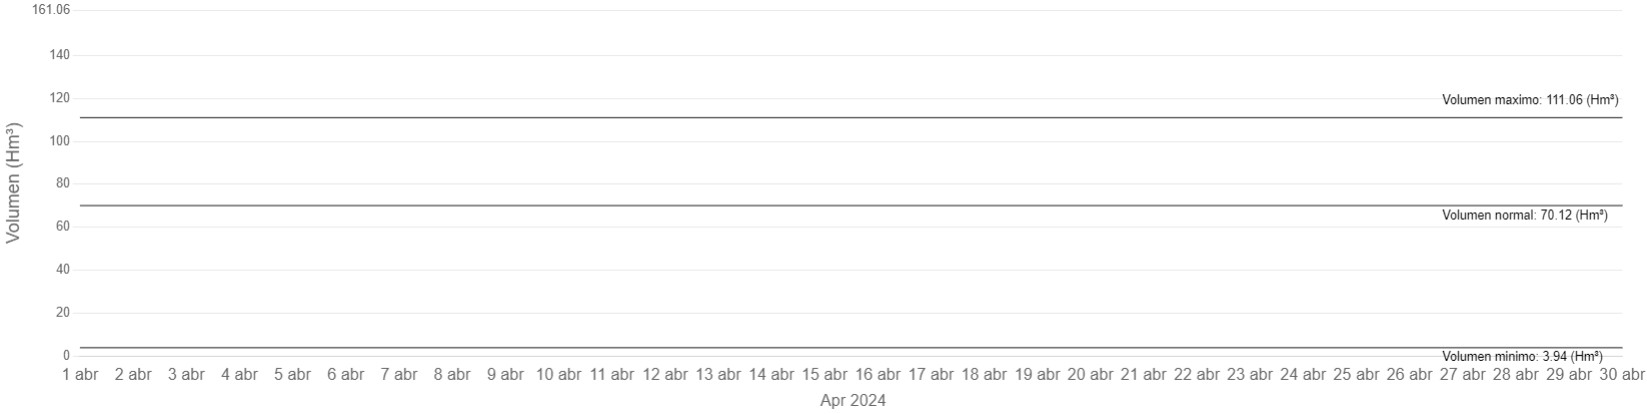 161.06
140
120
Volumen maximo: 111.06 (Hm³)
100
80
Volumen normal: 70.12 (Hm³)
60
40
20
0
Volumen minimo: 3.94 (Hm³)
Volumen (Hm³)
1 abr 2 abr 3 abr 4 abr 5 abr 6 abr 7 abr 8 abr 9 abr 10 abr 11 abr 12 abr 13 abr 14 abr 15 abr 16 abr 17 abr 18 abr 19 abr 20 abr 21 abr 22 abr 23 abr 24 abr 25 abr 26 abr 27 abr 28 abr 29 abr 30 abr
Apr 2024